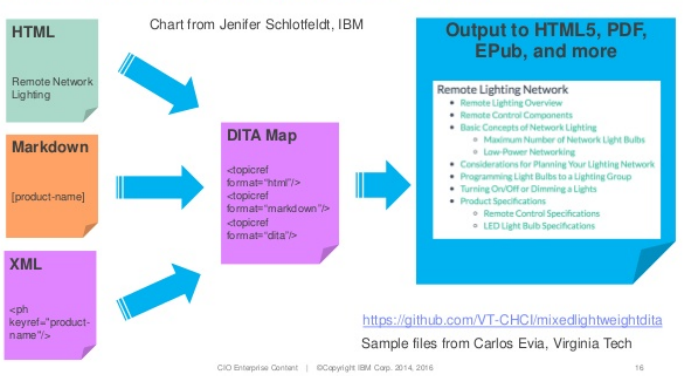 HTML
Remote Network
Lighting
Chart from Jenifer Schlotfeldt, IBM
Markdown
[product-name]
XML
<ph
keyref="product-
name"/>
DITA Map
<topicref
format="html"/>
<topicref
format="markdown"/>
<topicref
format="dita"/>
Output to HTML5, PDF,
EPub, and more
Remote Lighting Network
Remote Lighting Overview
Remote Control Components
Basic Concepts of Network Lighting
Maximum Number of Network Light Bulbs
Low-Power Networking
Considerations for Planning Your Lighting Network
Programming Light Bulbs to a Lighting Group
Turning On/Off or Dimming a Lights
Product Specifications
Remote Control Specifications
LED Light Bulb Specifications
https://github.com/VT-CHCI/mixedlightweightdita
Sample files from Carlos Evia, Virginia Tech
CIO Enterprise Content | ©Copyright IBM Corp. 2014, 2016
16